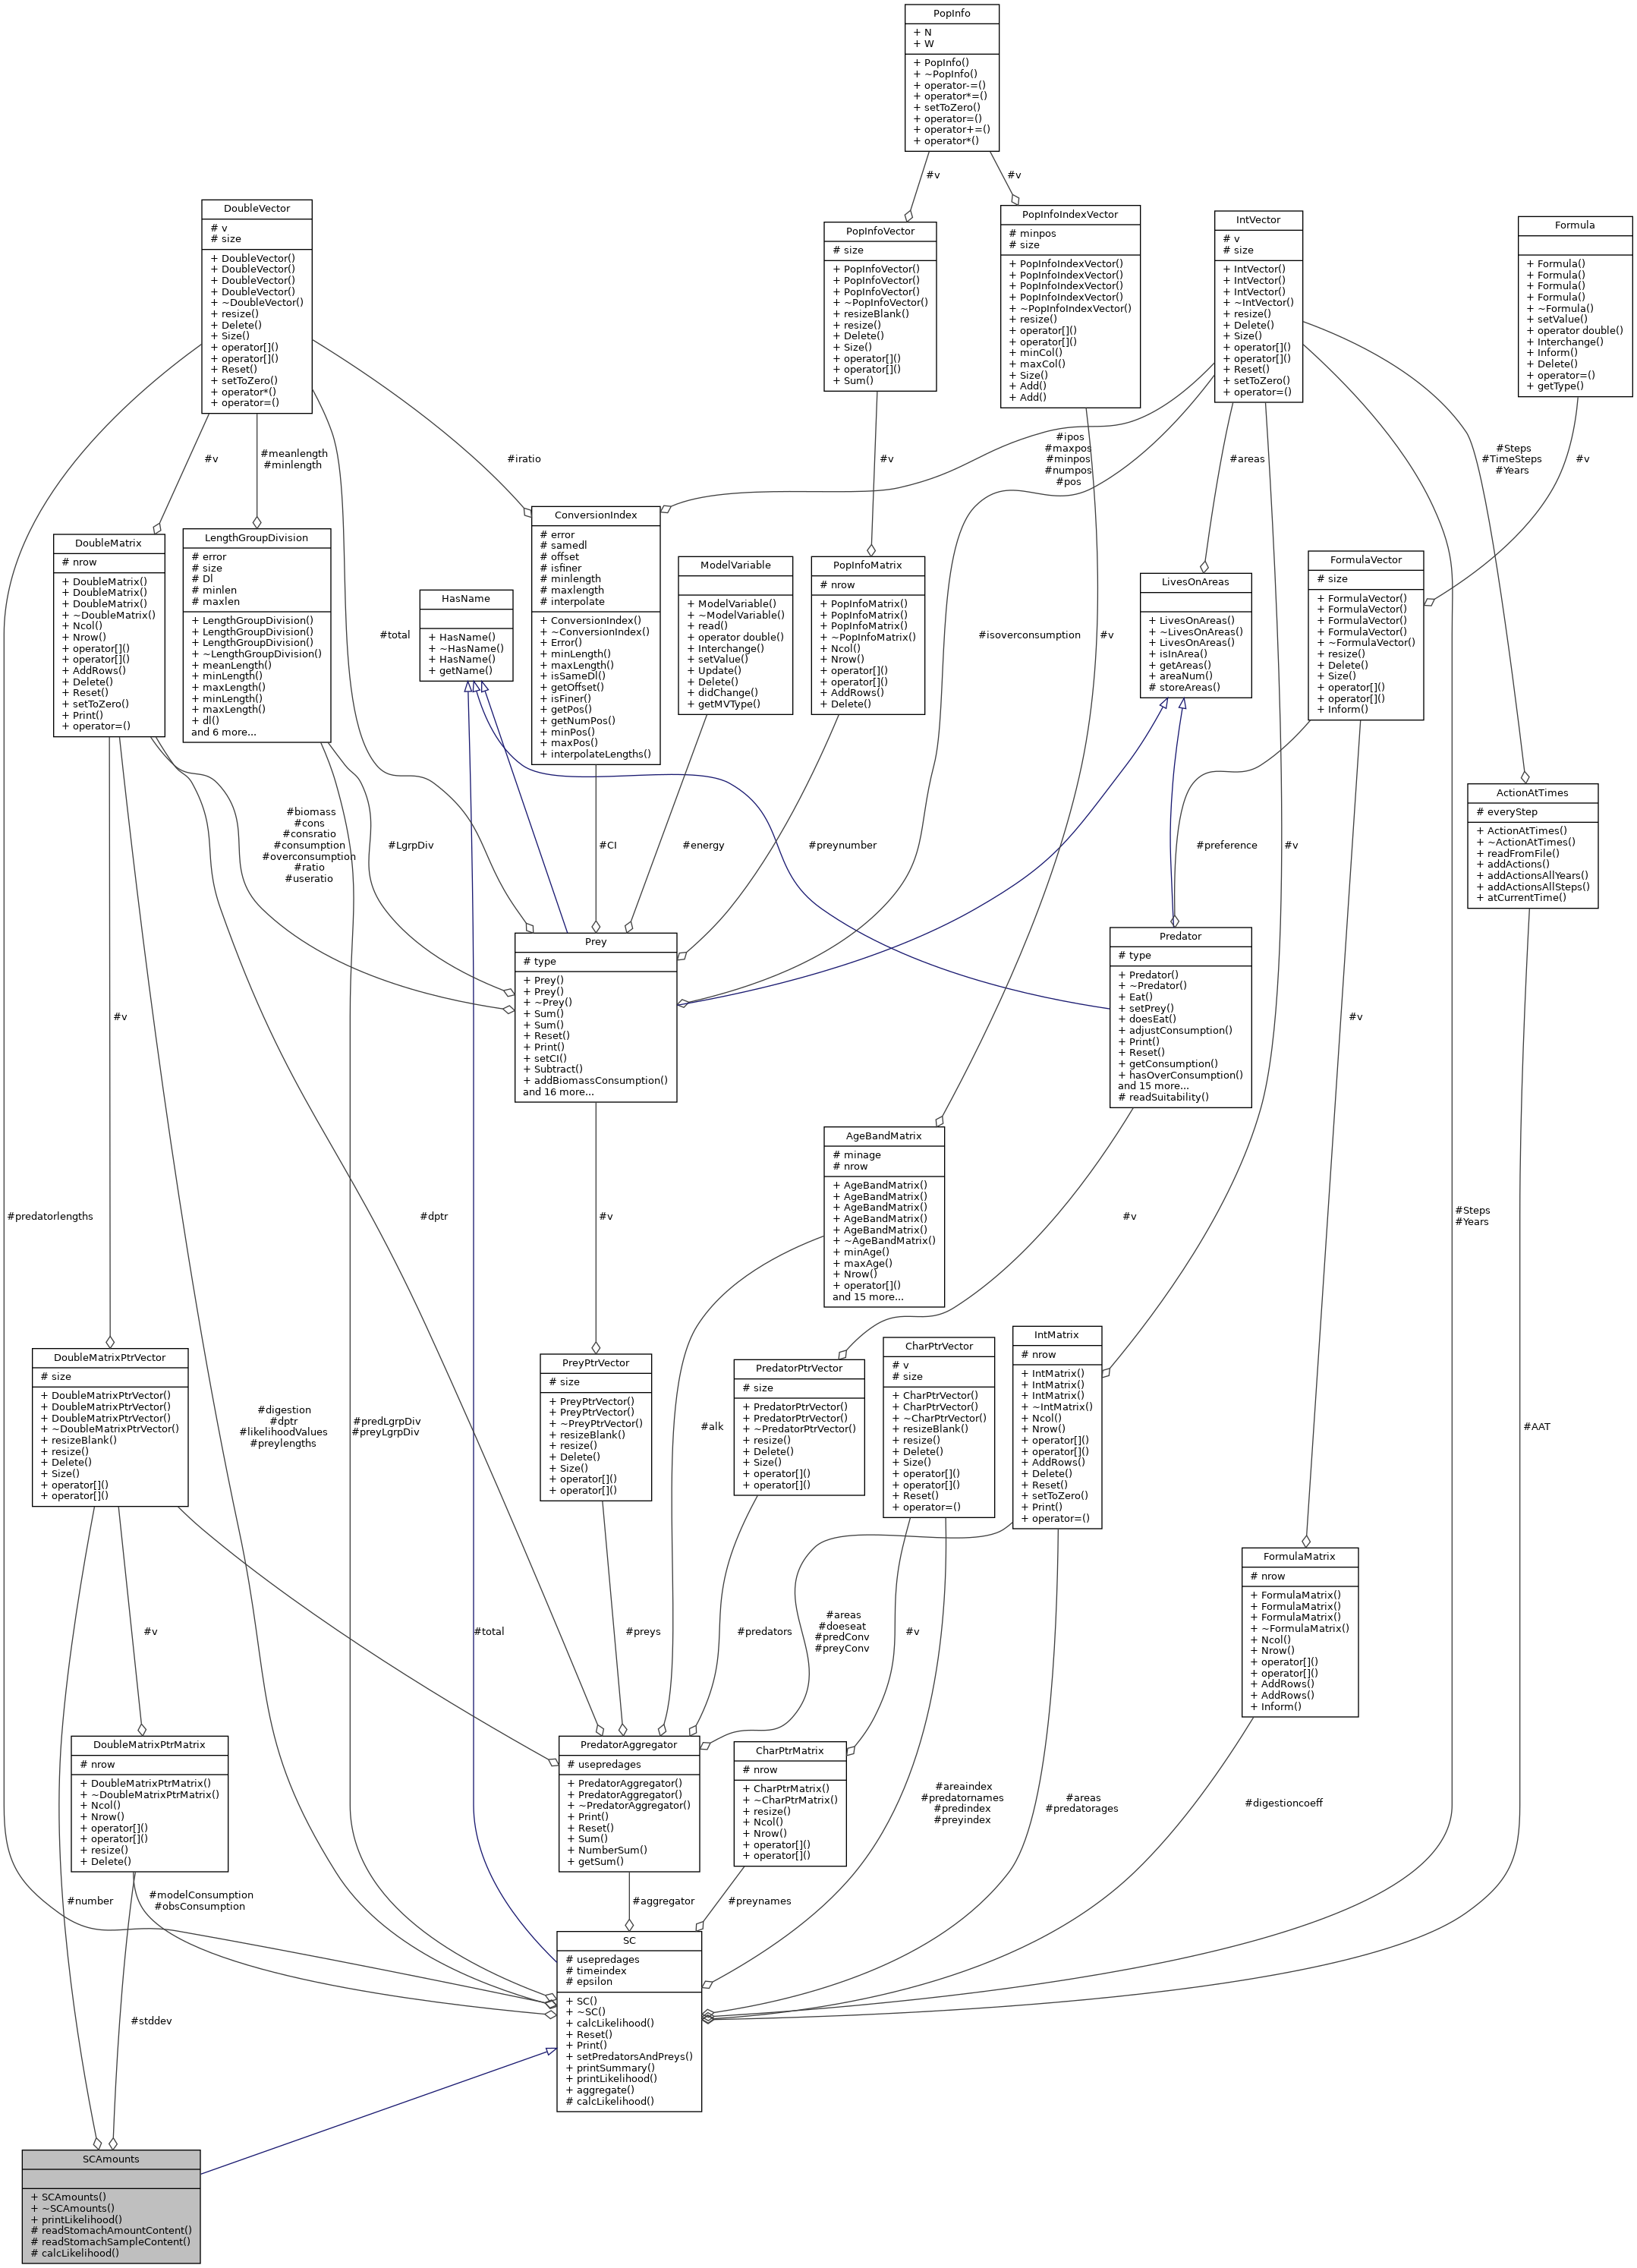 PopInfo
+ N
+ W
+ PopInfo()
+ ~PopInfo()
+ operator-=()
+ operator*=()
+ setToZero()
+ operator=()
+ operator+=()
+ operator*()
#v
#v
DoubleVector
# v
# size
+ DoubleVector()
+ DoubleVector()
+ DoubleVector()
+ DoubleVector()
+ ~DoubleVector()
+ resize()
+ Delete()
+ Size()
+ operator[]()
+ operator[]()
+ Reset()
+ setToZero()
+ operator*()
+ operator=()
PopInfoVector
# size
+ PopInfoVector()
+ PopInfoVector()
+ PopInfoVector()
+ ~PopInfoVector()
+ resizeBlank()
+ resize()
+ Delete()
+ Size()
+ operator[]()
+ operator[]()
+ Sum()
PopInfoIndexVector
# minpos
# size
+ PopInfoIndexVector()
+ PopInfoIndexVector()
+ PopInfoIndexVector()
+ PopInfoIndexVector()
+ ~PopInfoIndexVector()
+ resize()
+ operator[]()
+ operator[]()
+ minCol()
+ maxCol()
+ Size()
+ Add()
+ Add()
IntVector
# v
# size
+ IntVector()
+ IntVector()
+ IntVector()
+ ~IntVector()
+ resize()
+ Delete()
+ Size()
+ operator[]()
+ operator[]()
+ Reset()
+ setToZero()
+ operator=()
Formula
+ Formula()
+ Formula()
+ Formula()
+ Formula()
+ ~Formula()
+ setValue()
+ operator double()
+ Interchange()
+ Inform()
+ Delete()
+ operator=()
+ getType()
#v
#meanlength
#minlength
#iratio
#v
#ipos
#maxpos
#minpos
#numpos
#pos
#areas
#Steps
#TimeSteps
#Years
#v
DoubleMatrix
# nrow
+ DoubleMatrix()
+ DoubleMatrix()
+ DoubleMatrix()
+ ~DoubleMatrix()
+ Ncol()
+ Nrow()
+ operator[]()
+ operator[]()
+ AddRows()
+ Delete()
+ Reset()
+ setToZero()
+ Print()
+ operator=()
LengthGroupDivision
# error
# size
# Dl
# minlen
# maxlen
+ LengthGroupDivision()
+ LengthGroupDivision()
+ LengthGroupDivision()
+ ~LengthGroupDivision()
+ meanLength()
+ minLength()
+ maxLength()
+ minLength()
+ maxLength()
+ dl()
and 6 more...
#total
HasName
+ HasName()
+ ~HasName()
+ HasName()
+ getName()
ConversionIndex
# error
# samedl
# offset
# isfiner
# minlength
# maxlength
# interpolate
+ ConversionIndex()
+ ~ConversionIndex()
+ Error()
+ minLength()
+ maxLength()
+ isSameDl()
+ getOffset()
+ isFiner()
+ getPos()
+ getNumPos()
+ minPos()
+ maxPos()
+ interpolateLengths()
ModelVariable
+ ModelVariable()
+ ~ModelVariable()
+ read()
+ operator double()
+ Interchange()
+ setValue()
+ Update()
+ Delete()
+ didChange()
+ getMVType()
PopInfoMatrix
# nrow
+ PopInfoMatrix()
+ PopInfoMatrix()
+ PopInfoMatrix()
+ ~PopInfoMatrix()
+ Ncol()
+ Nrow()
+ operator[]()
+ operator[]()
+ AddRows()
+ Delete()
#isoverconsumption
#v
LivesOnAreas
+ LivesOnAreas()
+ ~LivesOnAreas()
+ LivesOnAreas()
+ isInArea()
+ getAreas()
+ areaNum()
# storeAreas()
FormulaVector
# size
+ FormulaVector()
+ FormulaVector()
+ FormulaVector()
+ FormulaVector()
+ ~FormulaVector()
+ resize()
+ Delete()
+ Size()
+ operator[]()
+ operator[]()
+ Inform()
ActionAtTimes
# everyStep
+ ActionAtTimes()
+ ~ActionAtTimes()
+ readFromFile()
+ addActions()
+ addActionsAllYears()
+ addActionsAllSteps()
+ atCurrentTime()
#biomass
#cons
#consratio
#consumption
#overconsumption
#ratio
#useratio
#LgrpDiv
#CI
#energy
#preynumber
#preference
#v
Prey
# type
+ Prey()
+ Prey()
+ ~Prey()
+ Sum()
+ Sum()
+ Reset()
+ Print()
+ setCI()
+ Subtract()
+ addBiomassConsumption()
and 16 more...
Predator
# type
+ Predator()
+ ~Predator()
+ Eat()
+ setPrey()
+ doesEat()
+ adjustConsumption()
+ Print()
+ Reset()
+ getConsumption()
+ hasOverConsumption()
and 15 more...
# readSuitability()
#v
#v
AgeBandMatrix
# minage
# nrow
+ AgeBandMatrix()
+ AgeBandMatrix()
+ AgeBandMatrix()
+ AgeBandMatrix()
+ AgeBandMatrix()
+ ~AgeBandMatrix()
+ minAge()
+ maxAge()
+ Nrow()
+ operator[]()
and 15 more...
#predatorlengths
#dptr
#v
#v
#Steps
#Years
DoubleMatrixPtrVector
# size
+ DoubleMatrixPtrVector()
+ DoubleMatrixPtrVector()
+ DoubleMatrixPtrVector()
+ ~DoubleMatrixPtrVector()
+ resizeBlank()
+ resize()
+ Delete()
+ Size()
+ operator[]()
+ operator[]()
#digestion
#dptr
#likelihoodValues
#preylengths
#predLgrpDiv
#preyLgrpDiv
PreyPtrVector
# size
+ PreyPtrVector()
+ PreyPtrVector()
+ ~PreyPtrVector()
+ resizeBlank()
+ resize()
+ Delete()
+ Size()
+ operator[]()
+ operator[]()
#alk
PredatorPtrVector
# size
+ PredatorPtrVector()
+ PredatorPtrVector()
+ ~PredatorPtrVector()
+ resize()
+ Delete()
+ Size()
+ operator[]()
+ operator[]()
CharPtrVector
# v
# size
+ CharPtrVector()
+ CharPtrVector()
+ ~CharPtrVector()
+ resizeBlank()
+ resize()
+ Delete()
+ Size()
+ operator[]()
+ operator[]()
+ Reset()
+ operator=()
IntMatrix
# nrow
+ IntMatrix()
+ IntMatrix()
+ IntMatrix()
+ ~IntMatrix()
+ Ncol()
+ Nrow()
+ operator[]()
+ operator[]()
+ AddRows()
+ Delete()
+ Reset()
+ setToZero()
+ Print()
+ operator=()
#AAT
FormulaMatrix
# nrow
+ FormulaMatrix()
+ FormulaMatrix()
+ FormulaMatrix()
+ ~FormulaMatrix()
+ Ncol()
+ Nrow()
+ operator[]()
+ operator[]()
+ AddRows()
+ AddRows()
+ Inform()
#v
#total
#preys
#predators
#areas
#doeseat
#predConv
#preyConv
#v
DoubleMatrixPtrMatrix
# nrow
+ DoubleMatrixPtrMatrix()
+ ~DoubleMatrixPtrMatrix()
+ Ncol()
+ Nrow()
+ operator[]()
+ operator[]()
+ resize()
+ Delete()
PredatorAggregator
# usepredages
+ PredatorAggregator()
+ PredatorAggregator()
+ ~PredatorAggregator()
+ Print()
+ Reset()
+ Sum()
+ NumberSum()
+ getSum()
CharPtrMatrix
# nrow
+ CharPtrMatrix()
+ ~CharPtrMatrix()
+ resize()
+ Ncol()
+ Nrow()
+ operator[]()
+ operator[]()
#areaindex
#predatornames
#predindex
#preyindex
#areas
#predatorages
#digestioncoeff
#number
#modelConsumption
#obsConsumption
#aggregator
#preynames
SC
# usepredages
# timeindex
# epsilon
+ SC()
+ ~SC()
+ calcLikelihood()
+ Reset()
+ Print()
+ setPredatorsAndPreys()
+ printSummary()
+ printLikelihood()
+ aggregate()
# calcLikelihood()
#stddev
SCAmounts
+ SCAmounts()
+ ~SCAmounts()
+ printLikelihood()
# readStomachAmountContent()
# readStomachSampleContent()
# calcLikelihood()